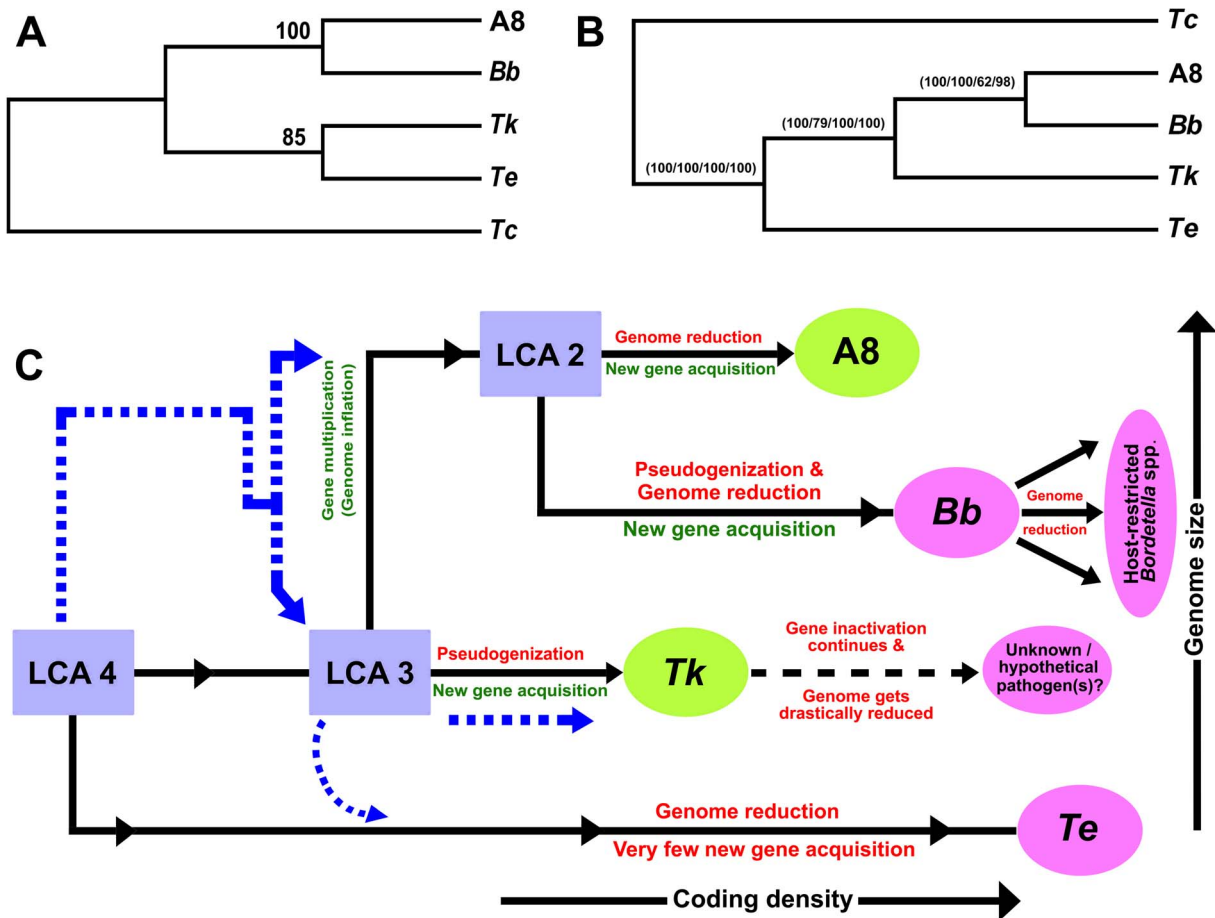 A
100
A8
Bb
85
Tk
Te
Tc
B
Tc
(100/100/62/98)
A8
(100/79/100/100)
Bb
(100/100/100/100)
Tk
Te
C
LCA 2
Genome reduction
New gene acquisition
A8
Gene multiplication
(Genome inflation)
Pseudogenization &
Genome reduction
New gene acquisition
Bb
Genome
reduction
Host-restricted
Bordetella spp.
Genome size
LCA 4
LCA 3
Pseudogenization
New gene acquisition
Tk
Gene inactivation
continues &
Genome gets
drastically reduced
Unknown /
hypothetical
pathogen(s)?
Genome reduction
Very few new gene acquisition
Te
Coding density